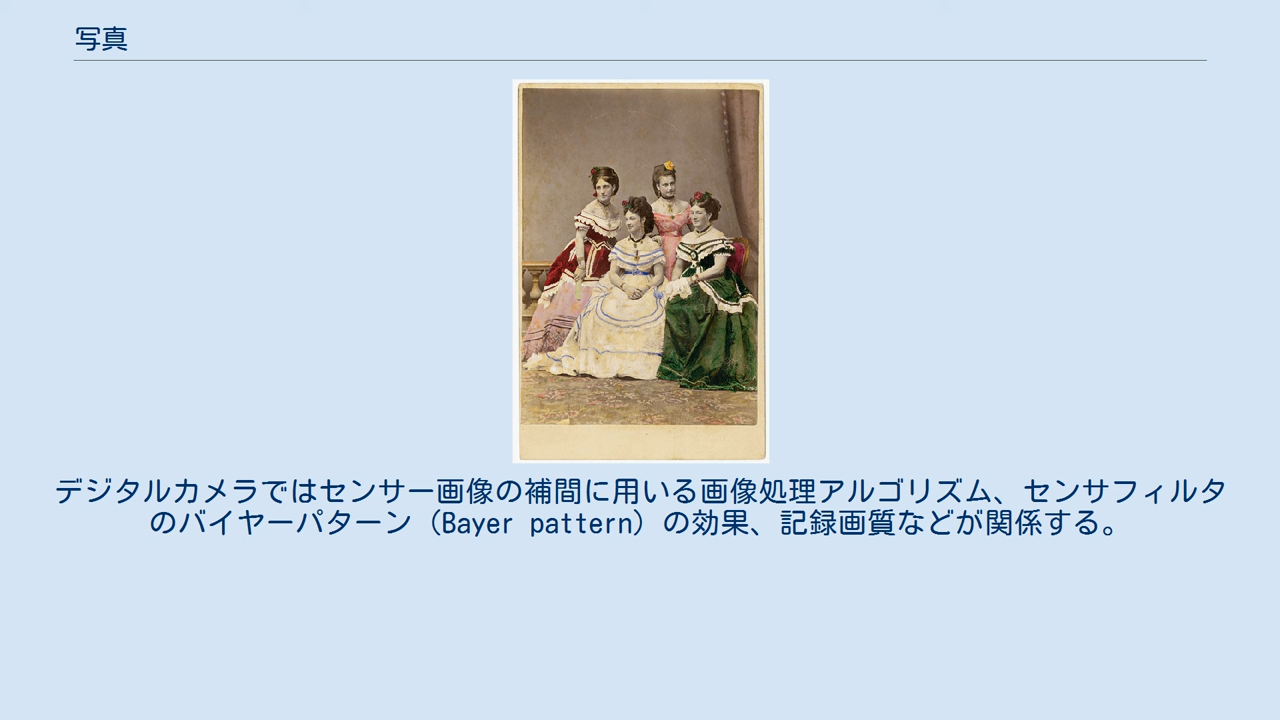 写真
デジタルカメラではセンサー画像の補間に用いる画像処理アルゴリズム、センサフィルタ
のバイヤーパターン（Bayer pattern）の効果、記録画質などが関係する。